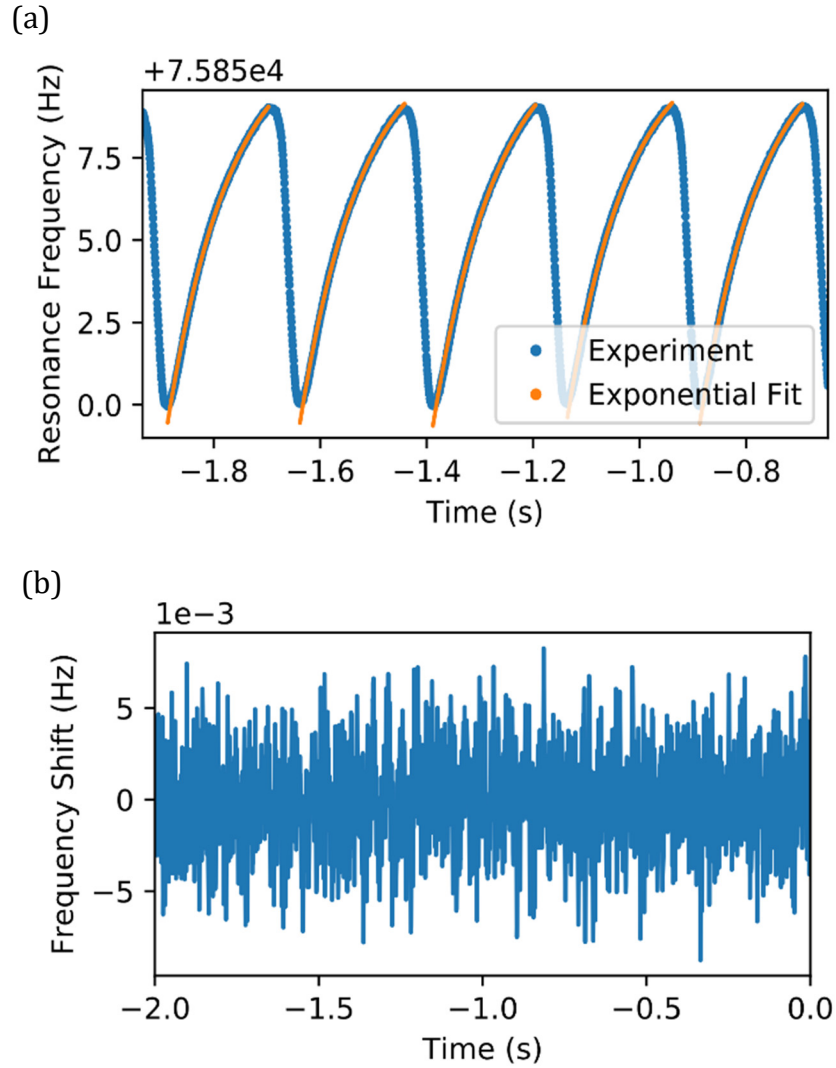 (a)
+7.585e4
Resonance Frequency (Hz)
7.5
5.0
2.5
0.0
Experiment
Exponential Fit
−1.8 −1.6 −1.4 −1.2 −1.0 −0.8
Time (s)
(b)
1e−3
Frequency Shift (Hz)
5
0
−5
−2.0 −1.5 −1.0 −0.5 0.0
Time (s)